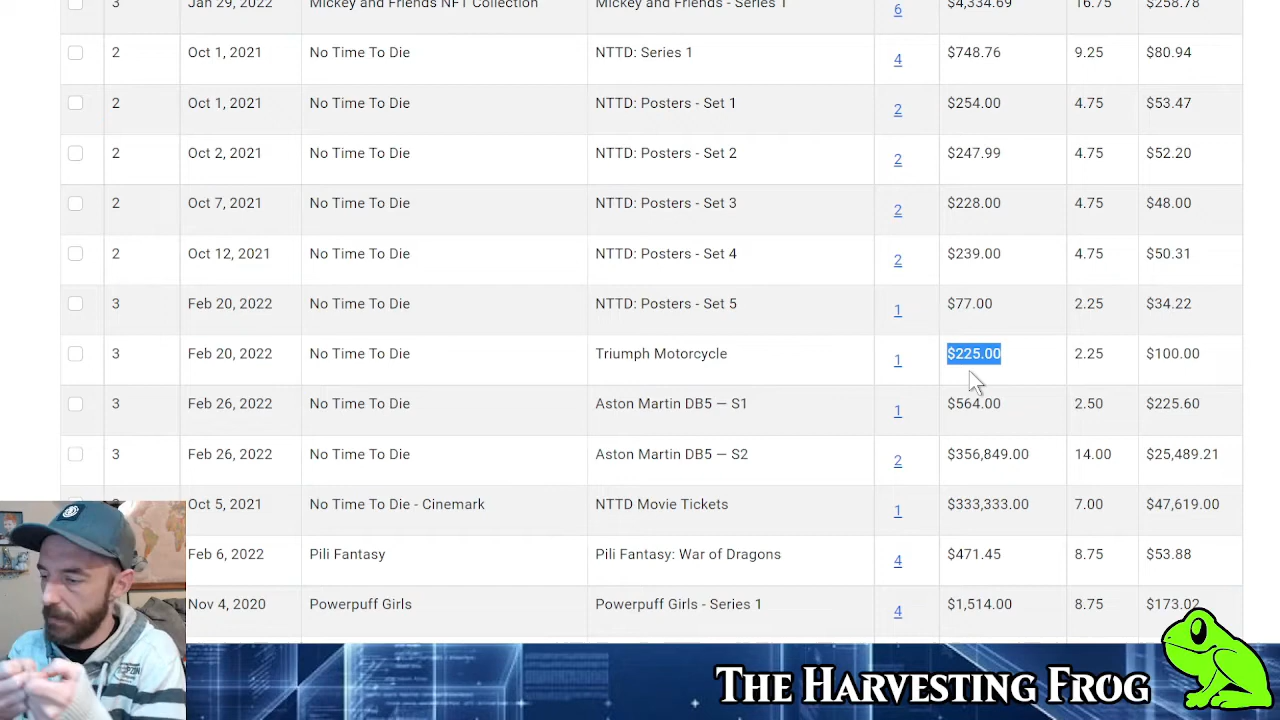 3 Jan 29, 2022 Mickey and Friends NFT Collection Mickey and Friends - Series 1 6 $4,334.69 16.75 $258.78
2 Oct 1, 2021 No Time To Die NTTD: Series 1 4 $748.76 9.25 $80.94
2 Oct 1, 2021 No Time To Die NTTD: Posters - Set 1 2 $254.00 4.75 $53.47
2 Oct 2, 2021 No Time To Die NTTD: Posters - Set 2 2 $247.99 4.75 $52.20
2 Oct 7, 2021 No Time To Die NTTD: Posters - Set 3 2 $228.00 4.75 $48.00
2 Oct 12, 2021 No Time To Die NTTD: Posters - Set 4 2 $239.00 4.75 $50.31
3 Feb 20, 2022 No Time To Die NTTD: Posters - Set 5 1 $77.00 2.25 $34.22
3 Feb 20, 2022 No Time To Die Triumph Motorcycle 1 $225.00 2.25 $100.00
3 Feb 26, 2022 No Time To Die Aston Martin DB5 — S1 1 $564.00 2.50 $225.60
3 Feb 26, 2022 No Time To Die Aston Martin DB5 — S2 2 $356,849.00 14.00 $25,489.21
Oct 5, 2021 No Time To Die - Cinemark NTTD Movie Tickets 1 $333,333.00 7.00 $47,619.00
Feb 6, 2022 Pili Fantasy Pili Fantasy: War of Dragons 4 $471.45 8.75 $53.88
Nov 4, 2020 Powerpuff Girls Powerpuff Girls - Series 1 4 $1,514.00 8.75 $173.02
The Harvesting Frog